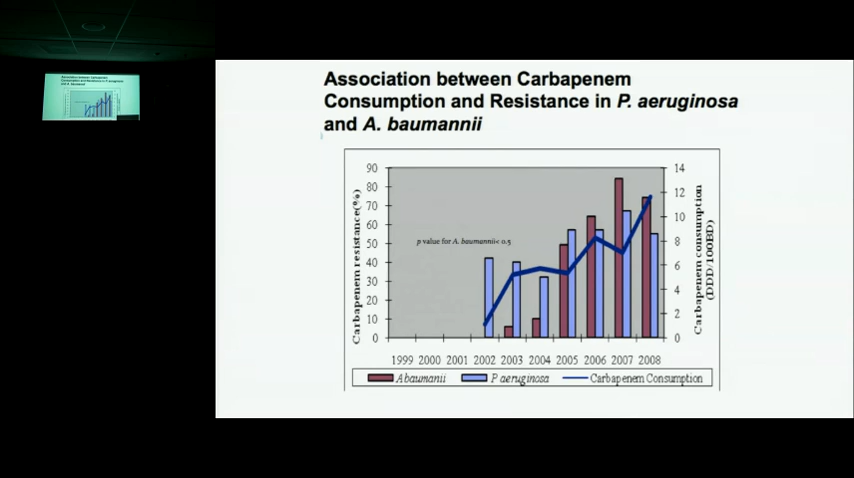 Association between Carbapenem
Consumption and Resistance in P. aeruginosa
and A. baumannii
90
80
70
60
50
40
30
20
10
0
Carbapenem resistance(%)
p value for A. baumannii< 0.5
14
12
10
8
6
4
2
0
Carbapenem consumption
(DDD/100BD)
1999 2000 2001 2002 2003 2004 2005 2006 2007 2008
A baumanii P aeruginosa Carbapenem Consumption